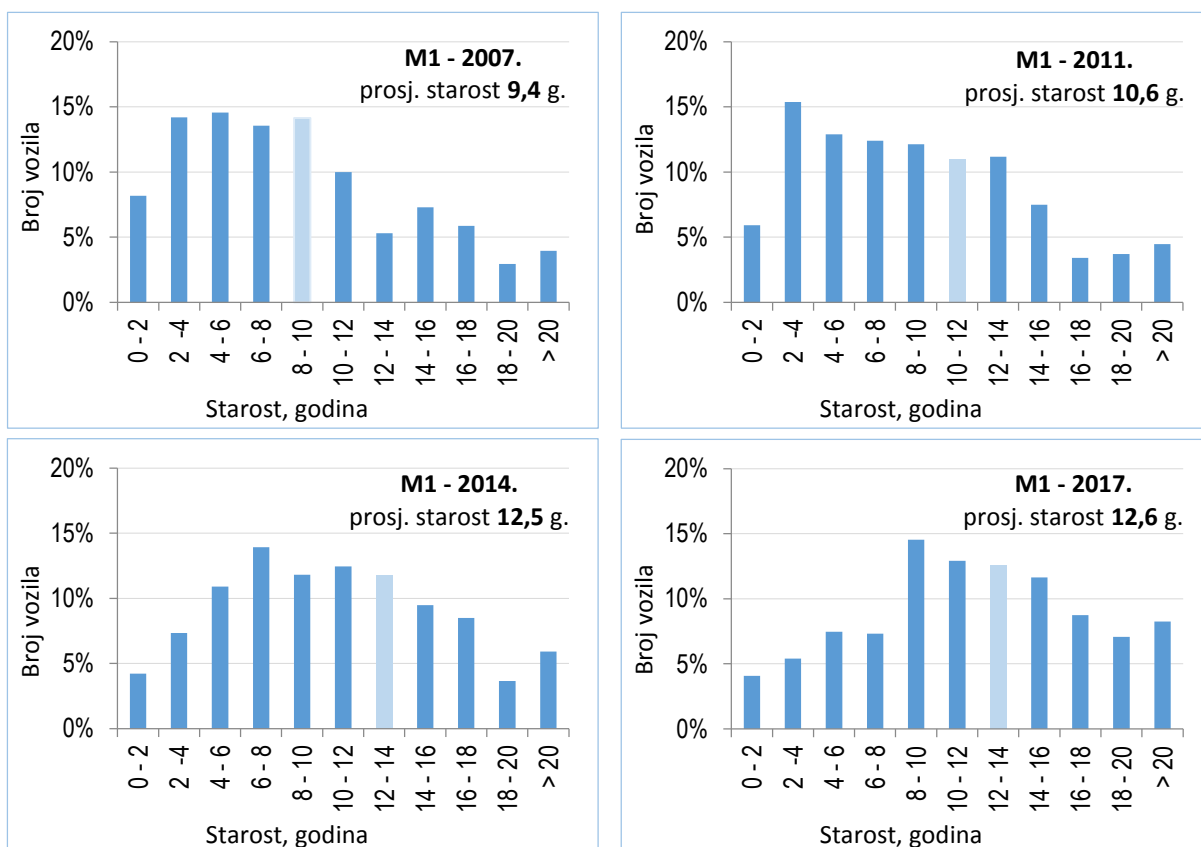 M1 - 2007.
prosj. starost 9,4 g.
20%
15%
10%
5%
0%
Broj vozila
0 - 2
2 -4
4 - 6
6 - 8
8 - 10
10 - 12
12 - 14
14 - 16
16 - 18
18 - 20
> 20
Starost, godina
M1 - 2011.
prosj. starost 10,6 g.
20%
15%
10%
5%
0%
Broj vozila
0 - 2
2 -4
4 - 6
6 - 8
8 - 10
10 - 12
12 - 14
14 - 16
16 - 18
18 - 20
> 20
Starost, godina
M1 - 2014.
prosj. starost 12,5 g.
20%
15%
10%
5%
0%
Broj vozila
0 - 2
2 -4
4 - 6
6 - 8
8 - 10
10 - 12
12 - 14
14 - 16
16 - 18
18 - 20
> 20
Starost, godina
M1 - 2017.
prosj. starost 12,6 g.
20%
15%
10%
5%
0%
Broj vozila
0 - 2
2 -4
4 - 6
6 - 8
8 - 10
10 - 12
12 - 14
14 - 16
16 - 18
18 - 20
> 20
Starost, godina